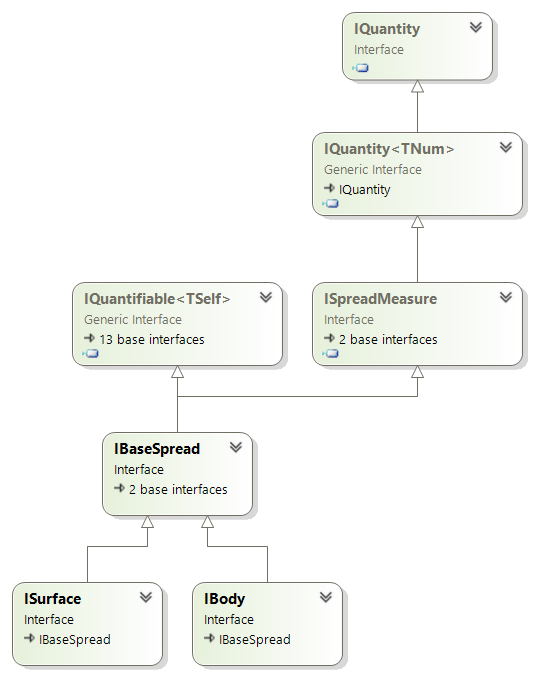 IQuantity
Interface
IQuantity<TNum>
Generic Interface
IQuantity
IQuantifiable<TSelf>
Generic Interface
13 base interfaces
ISpreadMeasure
Interface
2 base interfaces
IBaseSpread
Interface
2 base interfaces
ISurface
Interface
IBaseSpread
IBody
Interface
IBaseSpread